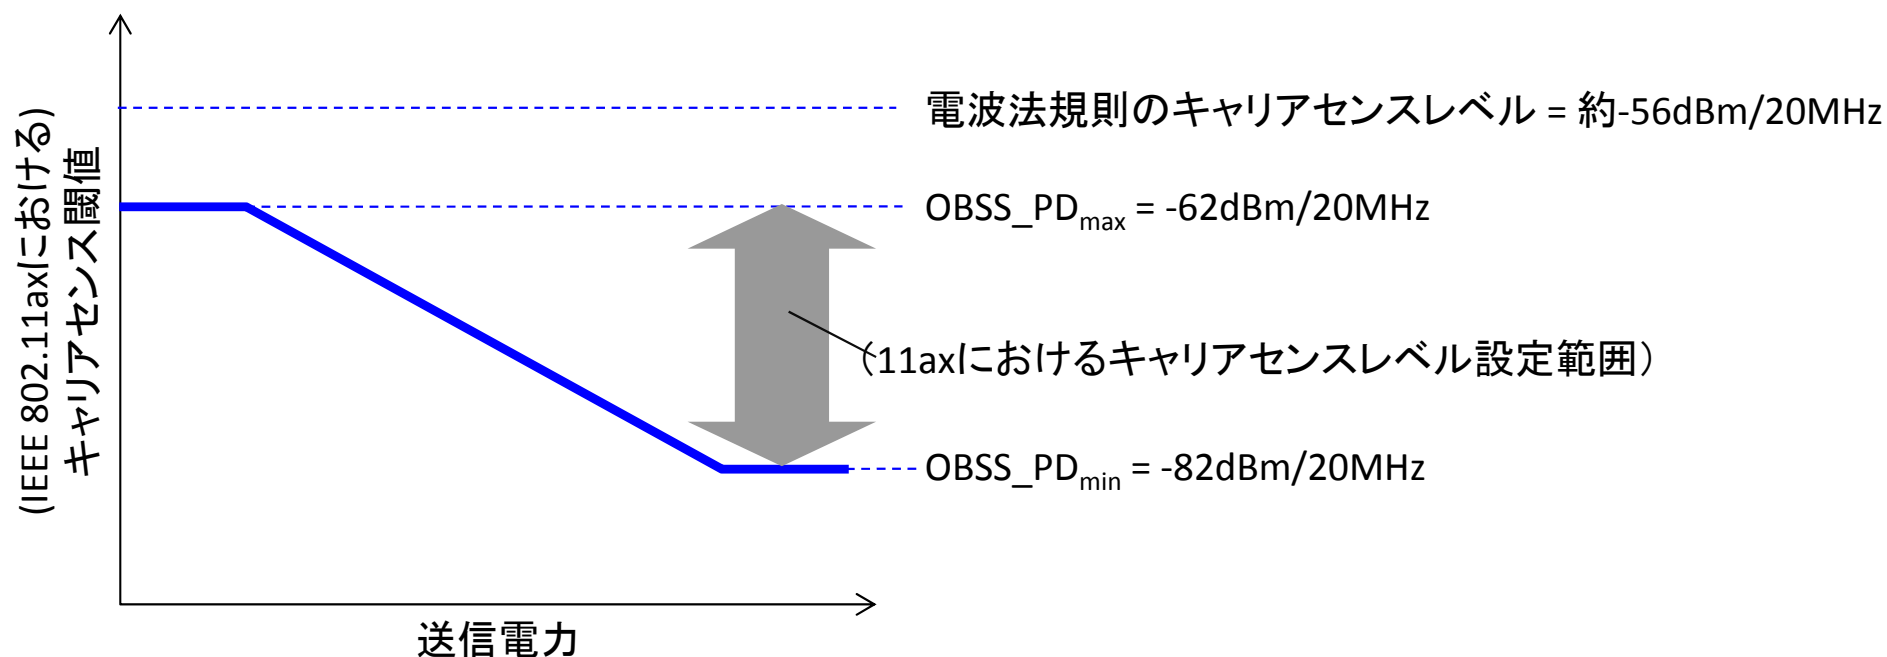 (IEEE 802.11axにおける)
キャリアセンス閾値
電波法規則のキャリアセンスレベル = 約-56dBm/20MHz
OBSS_PDmax = -62dBm/20MHz
（11axにおけるキャリアセンスレベル設定範囲）
OBSS_PDmin = -82dBm/20MHz
送信電力